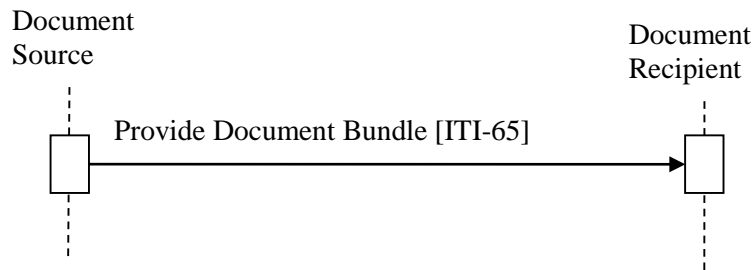 Document
Source
Document
Recipient
Provide Document Bundle [ITI-65]